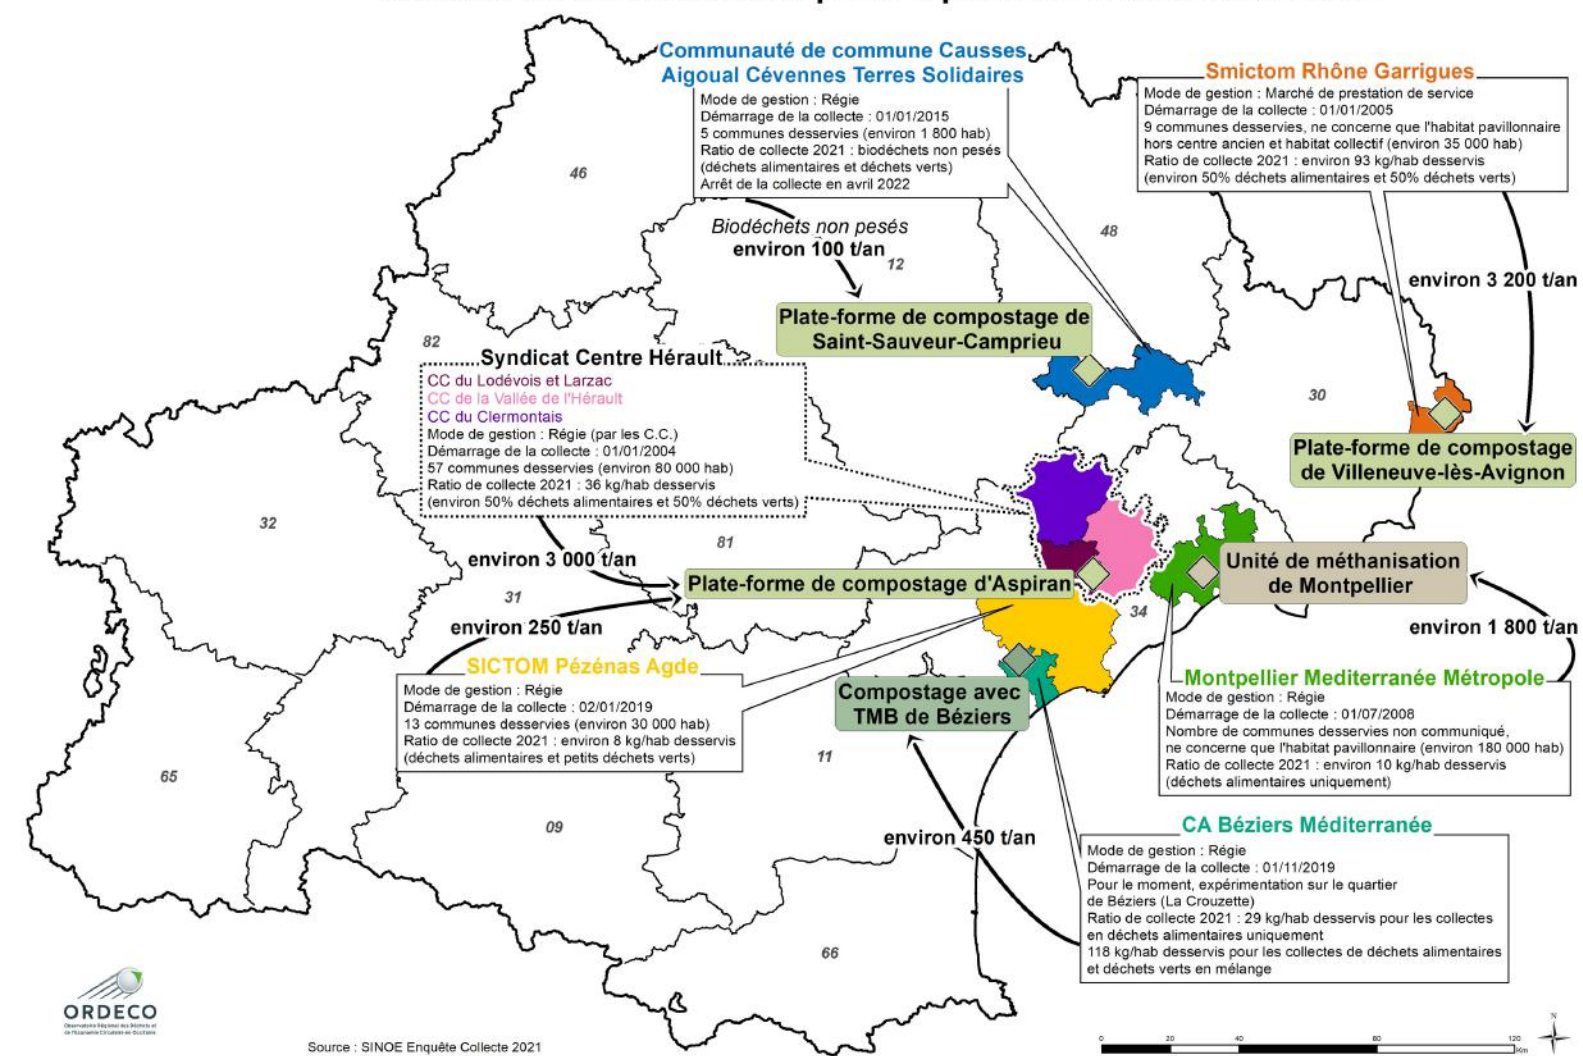 Communauté de commune Causses
Aigoual Cévennes Terres Solidaires
Mode de gestion : Régie
Démarrage de la collecte : 01/01/2015
5 communes desservies (environ 1 800 hab)
Ratio de collecte 2021 : biodéchets non pesés
(déchets alimentaires et déchets verts)
Arrêt de la collecte en avril 2022
Smictom Rhône Garrigues
Mode de gestion : Marché de prestation de service
Démarrage de la collecte : 01/01/2005
9 communes desservies, ne concerne que l'habitat pavillonnaire
hors centre ancien et habitat collectif (environ 35 000 hab)
Ratio de collecte 2021 : environ 93 kg/hab desservis
(environ 50% déchets alimentaires et 50% déchets verts)
46
48
Biodéchets non pesés
environ 100 t/an
12
environ 3 200 t/an
Plate-forme de compostage de
Saint-Sauveur-Camprieu
82
30
Syndicat Centre Hérault
CC du Lodévois et Larzac
CC de la Vallée de l'Hérault
CC du Clermontais
Mode de gestion : Régie (par les C.C.)
Démarrage de la collecte : 01/01/2004
57 communes desservies (environ 80 000 hab)
Ratio de collecte 2021 : 36 kg/hab desservis
(environ 50% déchets alimentaires et 50% déchets verts)
Plate-forme de compostage
de Villeneuve-lès-Avignon
32
81
environ 3 000 t/an
Plate-forme de compostage d'Aspiran
Unité de méthanisation
de Montpellier
31
34
environ 250 t/an
environ 1 800 t/an
SICTOM Pézénas Agde
Mode de gestion : Régie
Démarrage de la collecte : 02/01/2019
13 communes desservies (environ 30 000 hab)
Ratio de collecte 2021 : environ 8 kg/hab desservis
(déchets alimentaires et petits déchets verts)
Compostage avec
TMB de Béziers
Montpellier Mediterranée Métropole
Mode de gestion : Régie
Démarrage de la collecte : 01/07/2008
Nombre de communes desservies non communiqué,
ne concerne que l'habitat pavillonnaire (environ 180 000 hab)
Ratio de collecte 2021 : environ 10 kg/hab desservis
(déchets alimentaires uniquement)
65
11
09
environ 450 t/an
CA Béziers Méditerranée
Mode de gestion : Régie
Démarrage de la collecte : 01/11/2019
Pour le moment, expérimentation sur le quartier
de Béziers (La Crouzette)
Ratio de collecte 2021 : 29 kg/hab desservis pour les collectes
en déchets alimentaires uniquement
118 kg/hab desservis pour les collectes de déchets alimentaires
et déchets verts en mélange
66
ORDECO
Observatoire Régional des Déchets et
de l'Economie Circulaire en Occitanie
Source : SINOE Enquête Collecte 2021
N
0 20 40 80 120
Km